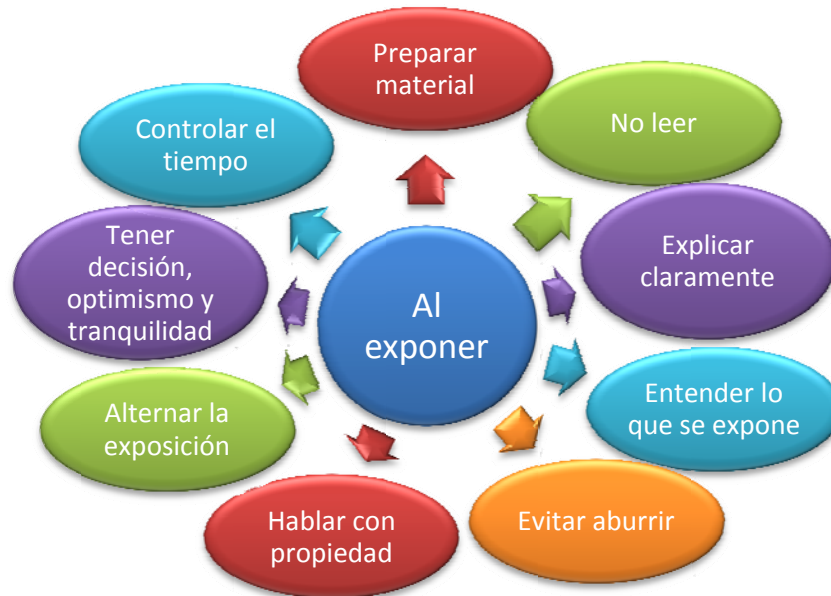 Preparar
material
No leer
Explicar
claramente
Entender lo
que se expone
Evitar aburrir
Hablar con
propiedad
Alternar la
exposición
Tener
decisión,
optimismo y
tranquilidad
Controlar el
tiempo
Al
exponer